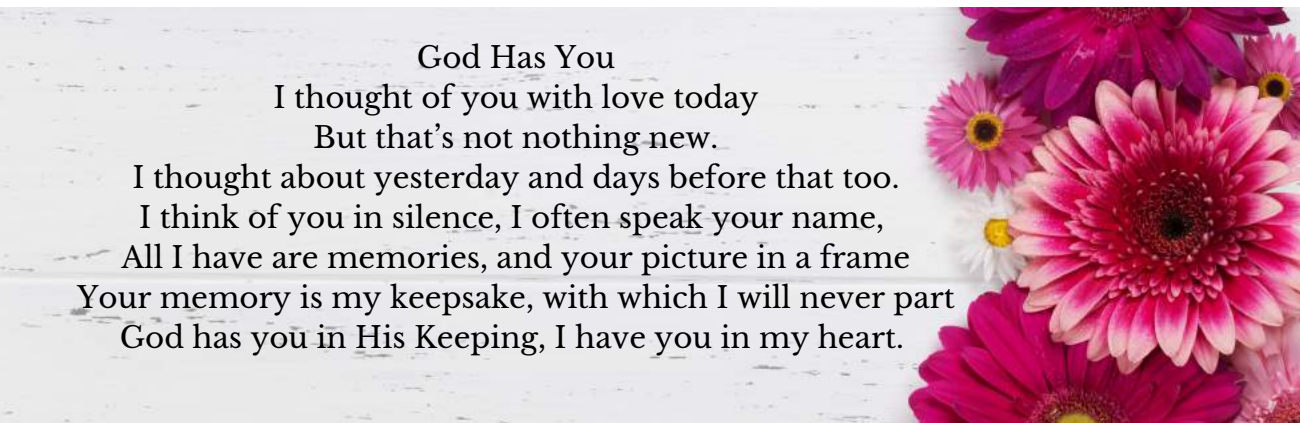 God Has You
I thought of you with love today
But that’s not nothing new.
I thought about yesterday and days before that too.
I think of you in silence, I often speak your name,
All I have are memories, and your picture in a frame
Your memory is my keepsake, with which I will never part
God has you in His Keeping, I have you in my heart.